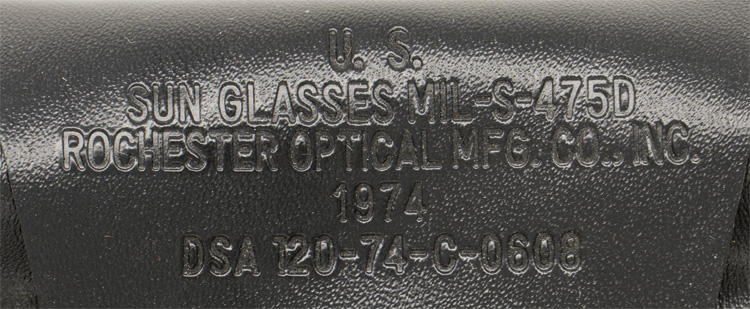 U. S.
SUN GLASSES MIL-S-475D
ROCHESTER OPTICAL MFG. CO., INC.
1974
DSA 120-74-C-0608